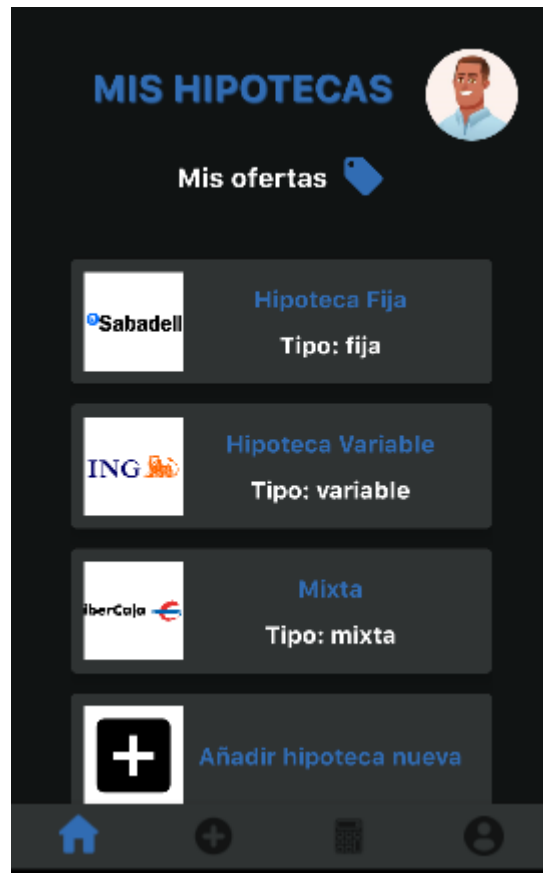 MIS HIPOTECAS
Mis ofertas
Sabadell
Hipoteca Fija
Tipo: fija
ING
Hipoteca Variable
Tipo: variable
iberCaja
Mixta
Tipo: mixta
Añadir hipoteca nueva